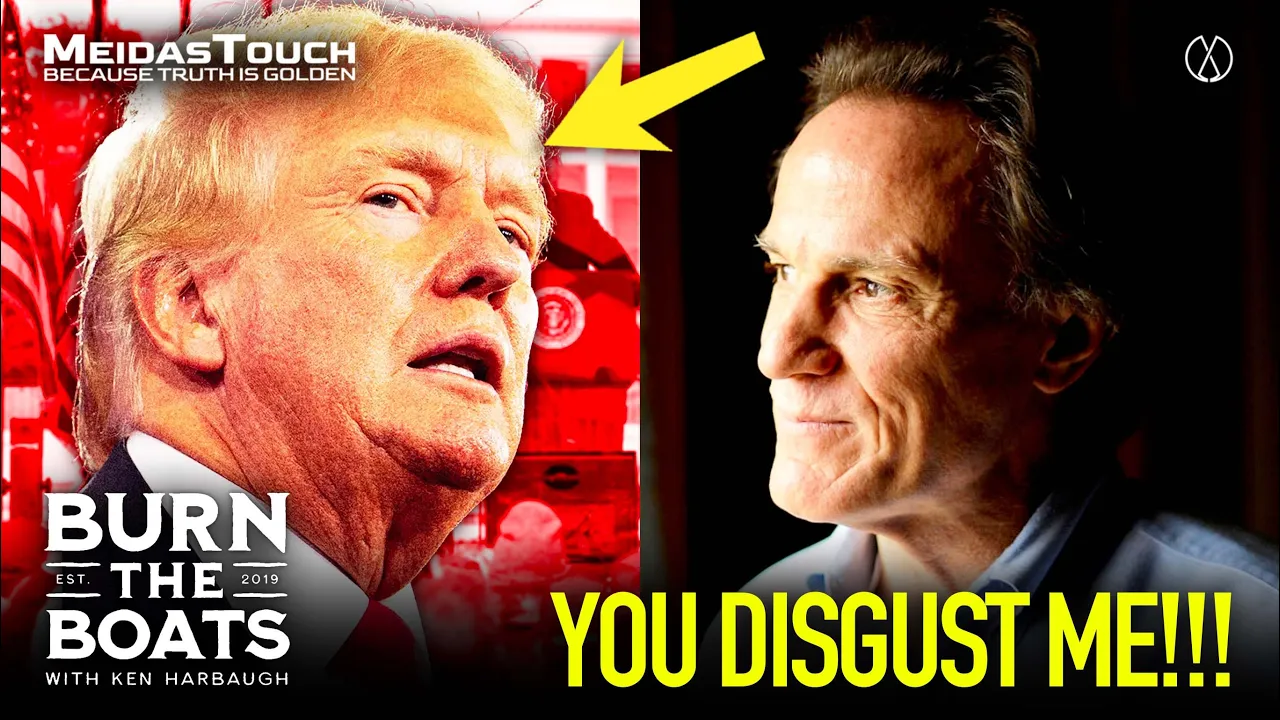 MEIDASTOUCH
BECAUSE TRUTH IS GOLDEN
BURN
EST. THE 2019
BOATS
WITH KEN HARBAUGH
YOU DISGUST ME!!!